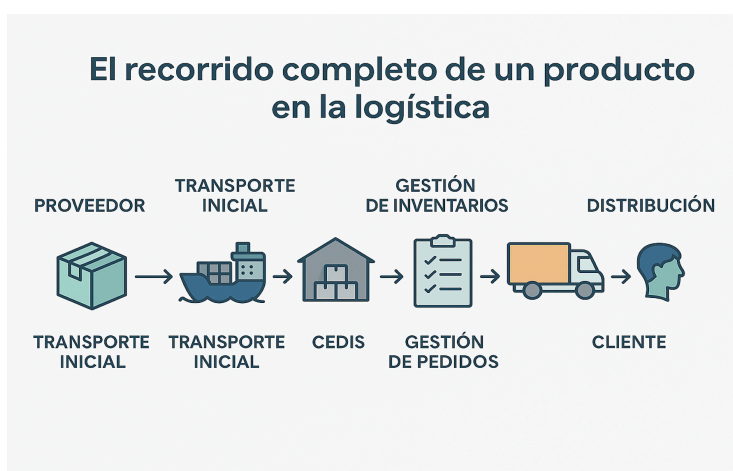 El recorrido completo de un producto
en la logística
TRANSPORTE
INICIAL
PROVEEDOR
GESTIÓN
DE INVENTARIOS
DISTRIBUCIÓN
TRANSPORTE
INICIAL
TRANSPORTE
INICIAL
CEDIS
GESTIÓN
DE PEDIDOS
CLIENTE